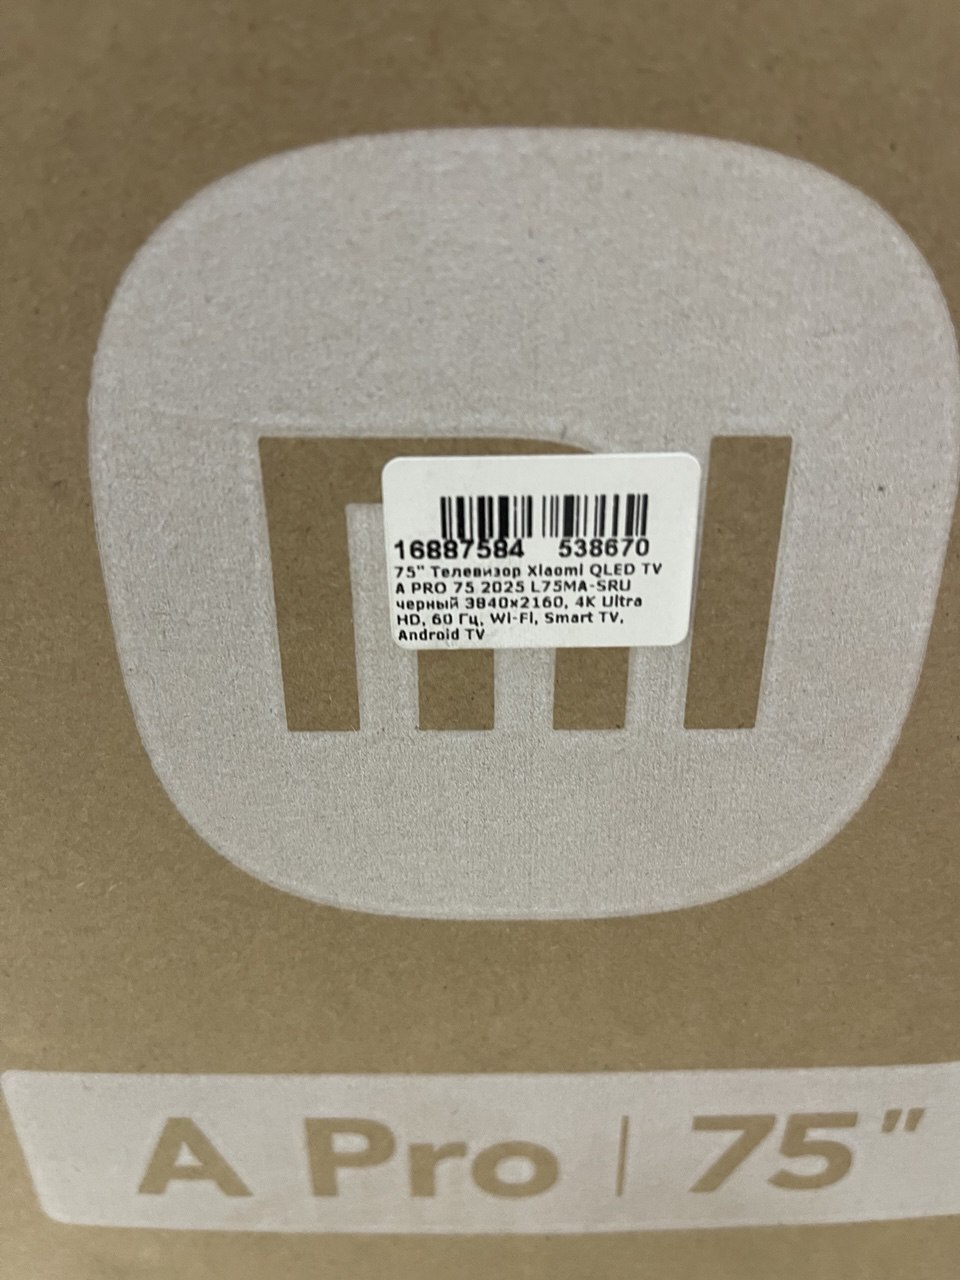 16887584 538670
75" Телевизор Xiaomi QLED TV
A PRO 75 2025 L75MA-SRU
черный 3840x2160, 4K Ultra
HD, 60 Гц, Wi-Fi, Smart TV,
Android TV
A Pro | 75"